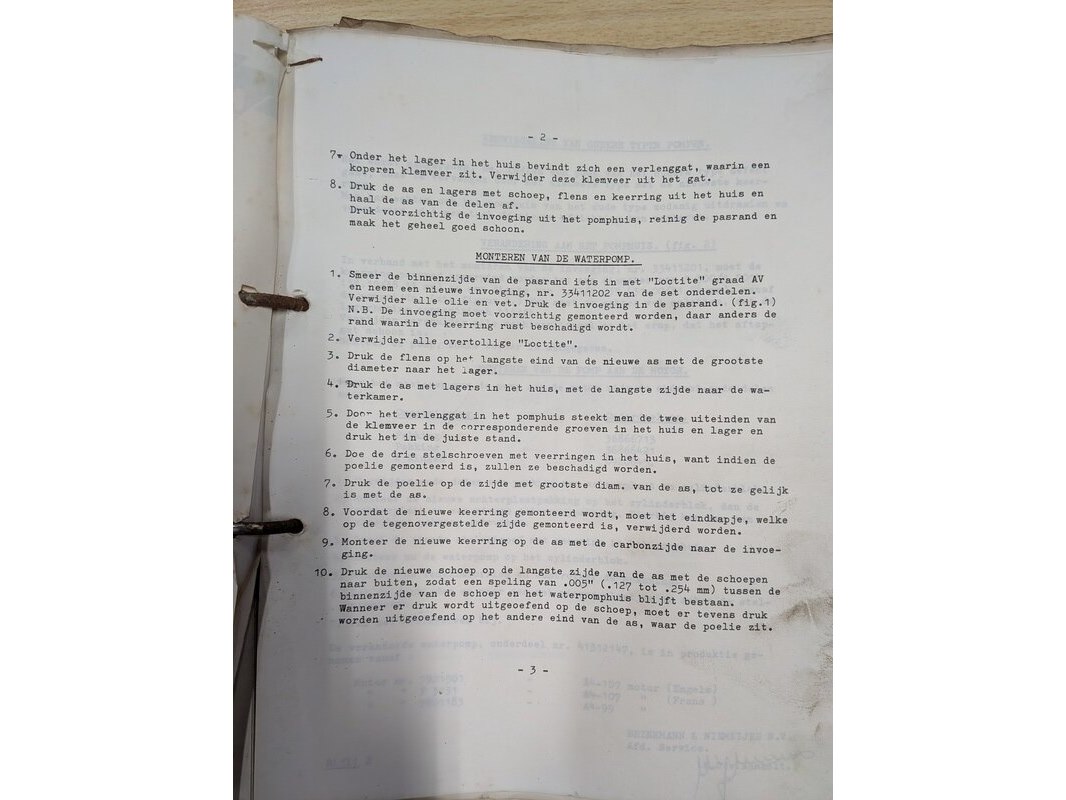 - 2 -
7. Onder het lager in het huis bevindt zich een verlenggat, waarin een
koperen klemveer zit. Verwijder deze klemveer uit het gat.
8. Druk de as en lagers met schoep, flens en keerring uit het huis en
haal de as van de delen af.
Druk voorzichtig de invoeging uit het pomphuis, reinig de pasrand en
maak het geheel goed schoon.
MONTEREN VAN DE WATERPOMP.
1. Smeer de binnenzijde van de pasrand iets in met "Loctite" graad AV
en neem een nieuwe invoeging, nr. 33411202 van de set onderdelen.
Verwijder alle olie en vet. Druk de invoeging in de pasrand. (fig.1)
N.B. De invoeging moet voorzichtig gemonteerd worden, daar anders de
rand waarin de keerring rust beschadigd wordt.
2. Verwijder alle overtollige "Loctite".
3. Druk de flens op het langste eind van de nieuwe as met de grootste
diameter naar het lager.
4. Druk de as met lagers in het huis, met de langste zijde naar de wa-
terkamer.
5. Door het verlenggat in het pomphuis steekt men de twee uiteinden van
de klemveer in de corresponderende groeven in het huis en lager en
druk het in de juiste stand.
6. Doe de drie stelschroeven met veerringen in het huis, want indien de
poelie gemonteerd is, zullen ze beschadigd worden.
7. Druk de poelie op de zijde met grootste diam. van de as, tot ze gelijk
is met de as.
8. Voordat de nieuwe keerring gemonteerd wordt, moet het eindkapje, welke
op de tegenovergestelde zijde gemonteerd is, verwijderd worden.
9. Monteer de nieuwe keerring op de as met de carbonzijde naar de invoe-
ging.
10. Druk de nieuwe schoep op de langste zijde van de as met de schoepen
naar buiten, zodat een speling van .005" (.127 tot .254 mm) tussen de
binnenzijde van de schoep en het waterpomphuis blijft bestaan.
Wanneer er druk wordt uitgeoefend op de schoep, moet er tevens druk
worden uitgeoefend op het andere eind van de as, waar de poelie zit.
- 3 -